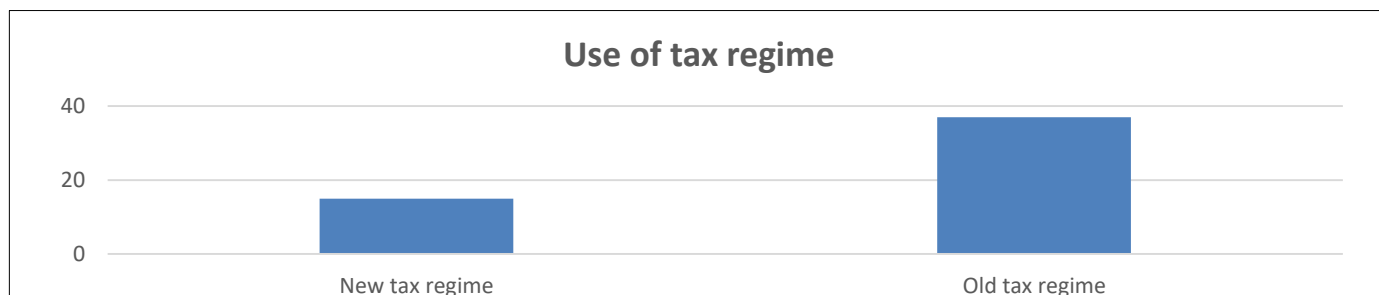 Use of tax regime
40
20
0
New tax regime
Old tax regime